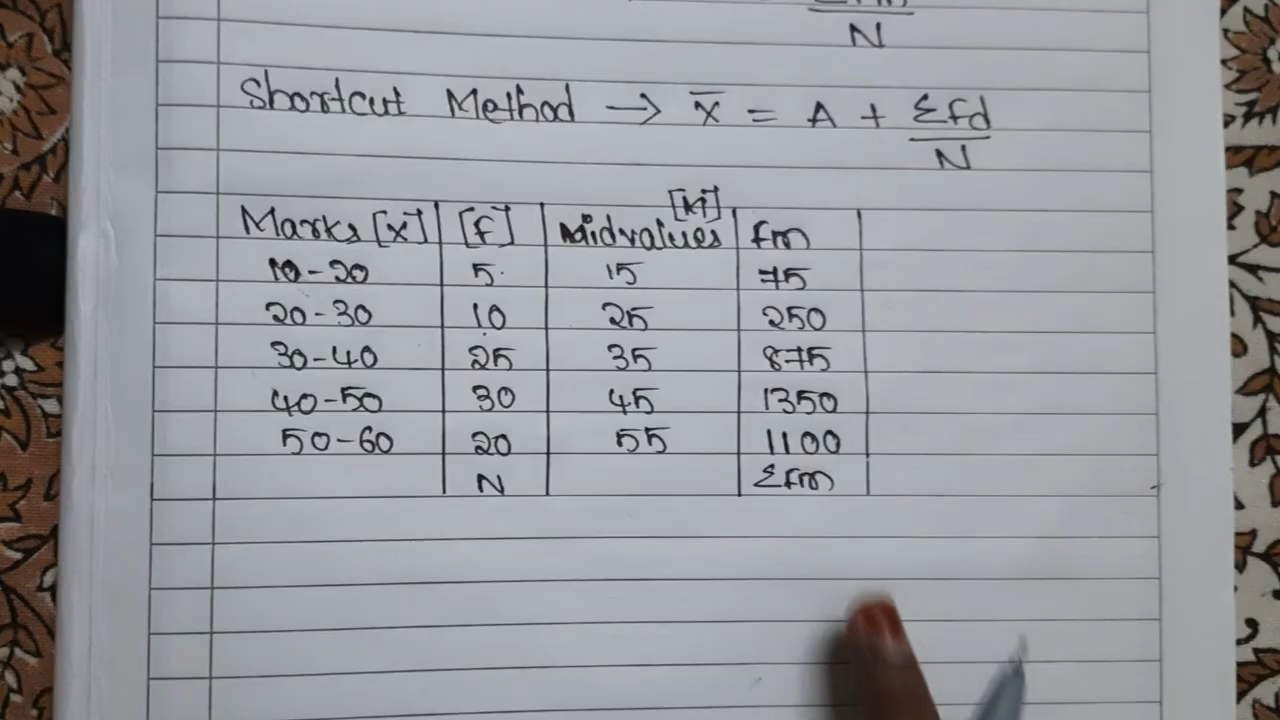 N
Shortcut Method → x̄ = A + Σfd
N
[M]
Marks [x] [f] Midvalues fm
10-20 5 15 75
20-30 10 25 250
30-40 25 35 875
40-50 30 45 1350
50-60 20 55 1100
N Σfm